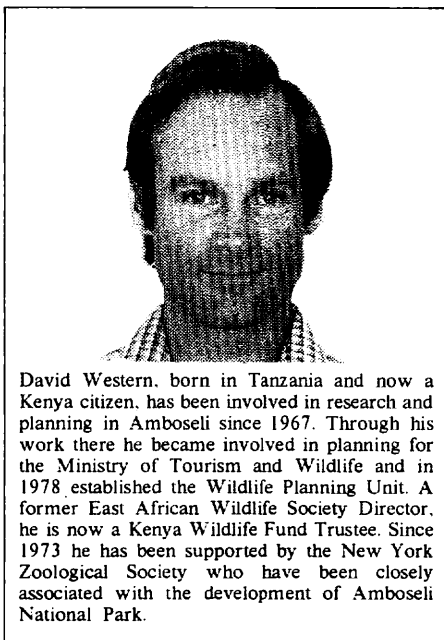 David Western, born in Tanzania and now a
Kenya citizen, has been involved in research and
planning in Amboseli since 1967. Through his
work there he became involved in planning for
the Ministry of Tourism and Wildlife and in
1978 established the Wildlife Planning Unit. A
former East African Wildlife Society Director,
he is now a Kenya Wildlife Fund Trustee. Since
1973 he has been supported by the New York
Zoological Society who have been closely
associated with the development of Amboseli
National Park.